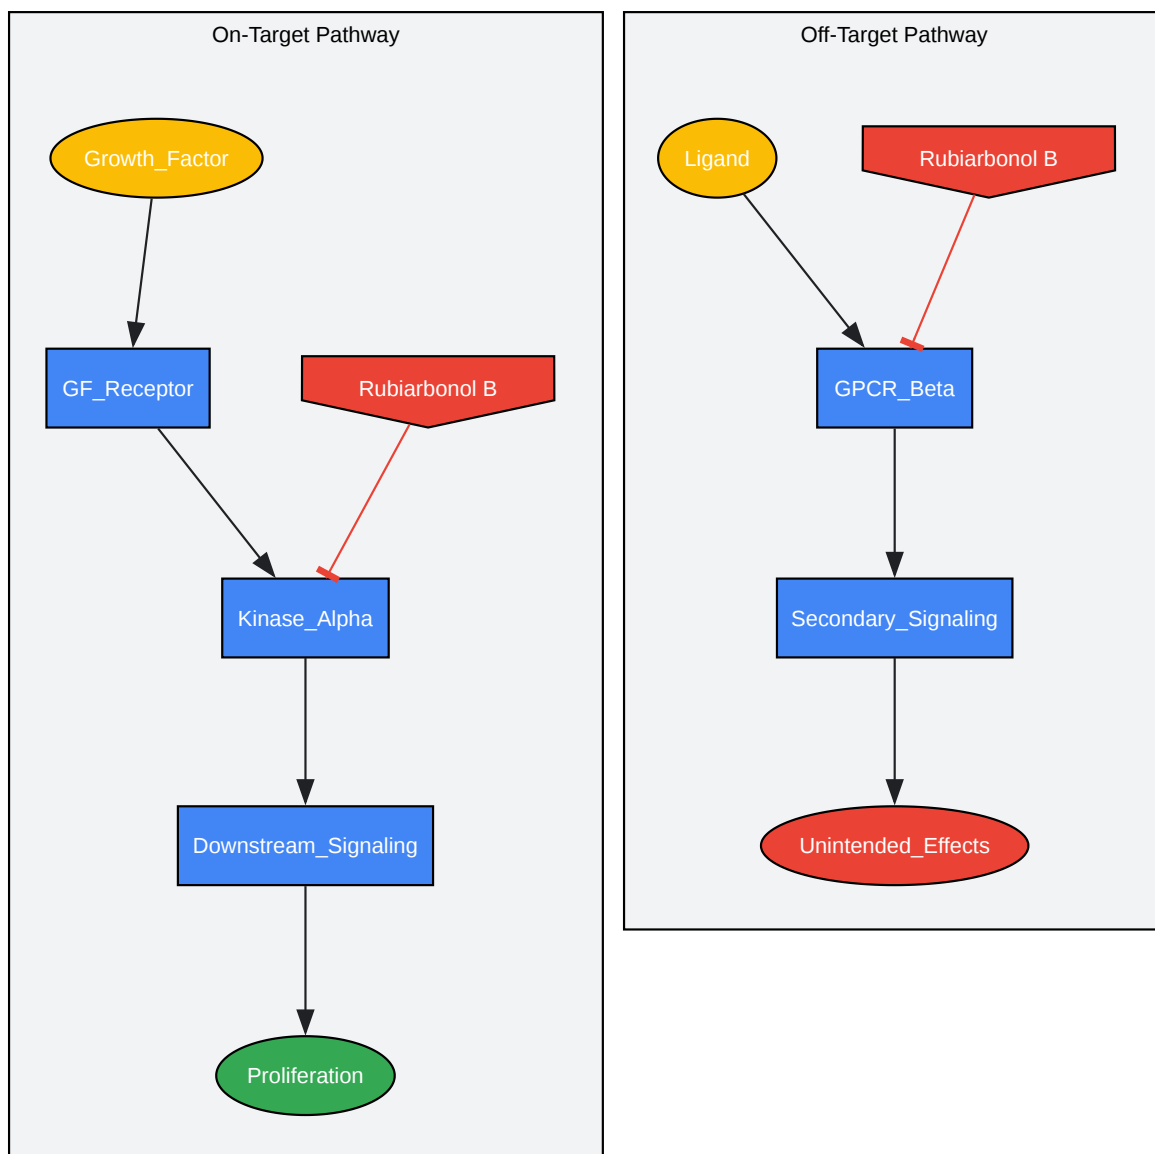 On-Target Pathway
Growth_Factor
GF_Receptor
Rubiarbonol B
Kinase_Alpha
Downstream_Signaling
Proliferation
Off-Target Pathway
Ligand
Rubiarbonol B
GPCR_Beta
Secondary_Signaling
Unintended_Effects